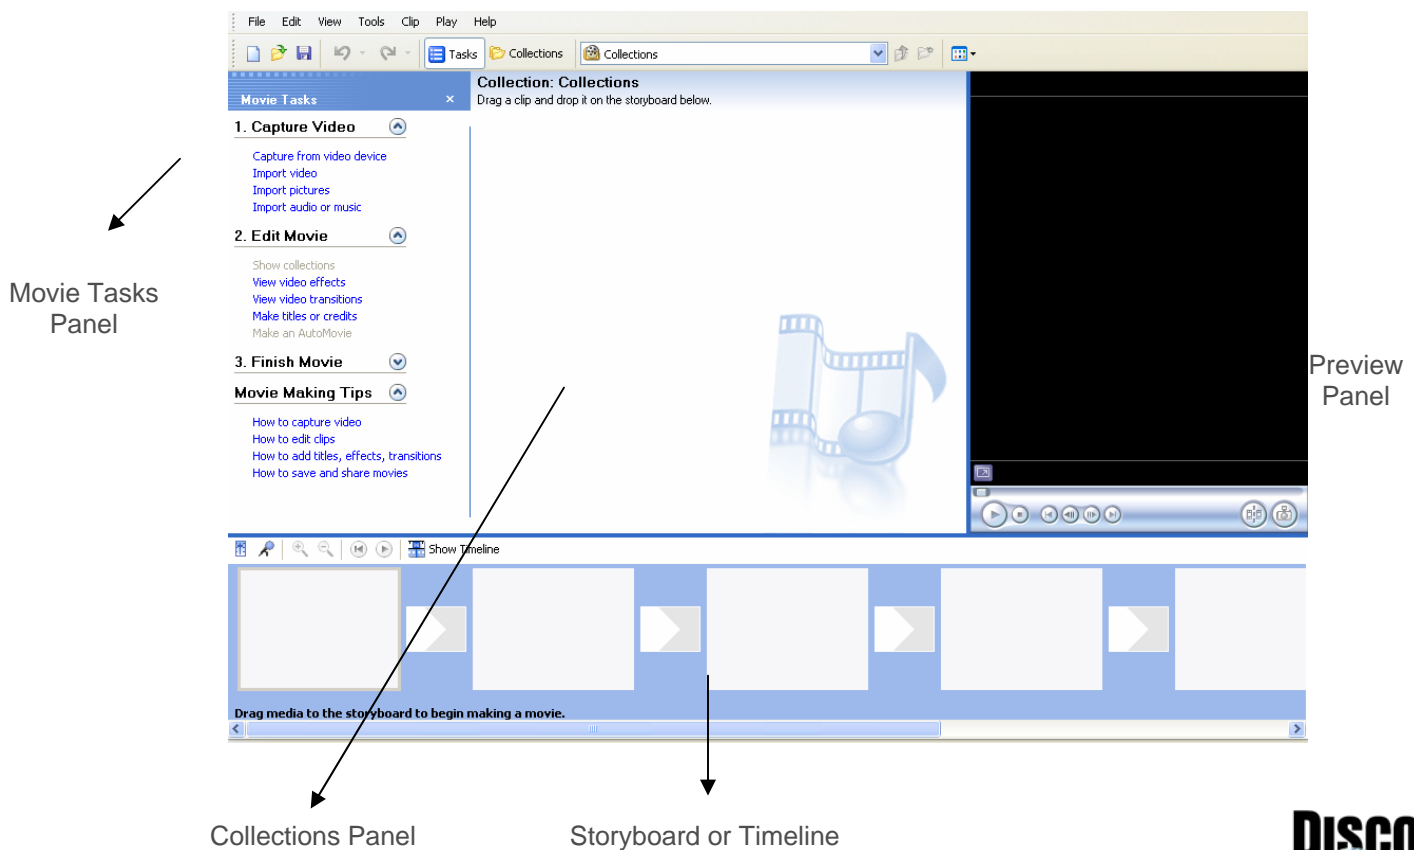 File Edit View Tools Clip Play Help
Tasks Collections Collections
Movie Tasks
Collection: Collections
Drag a clip and drop it on the storyboard below.
1. Capture Video
Capture from video device
Import video
Import pictures
Import audio or music
2. Edit Movie
Show collections
View video effects
View video transitions
Make titles or credits
Make an AutoMovie
3. Finish Movie
Movie Making Tips
How to capture video
How to edit clips
How to add titles, effects, transitions
How to save and share movies
Movie Tasks
Panel
Preview
Panel
Show Timeline
Drag media to the storyboard to begin making a movie.
Collections Panel
Storyboard or Timeline
DISCO